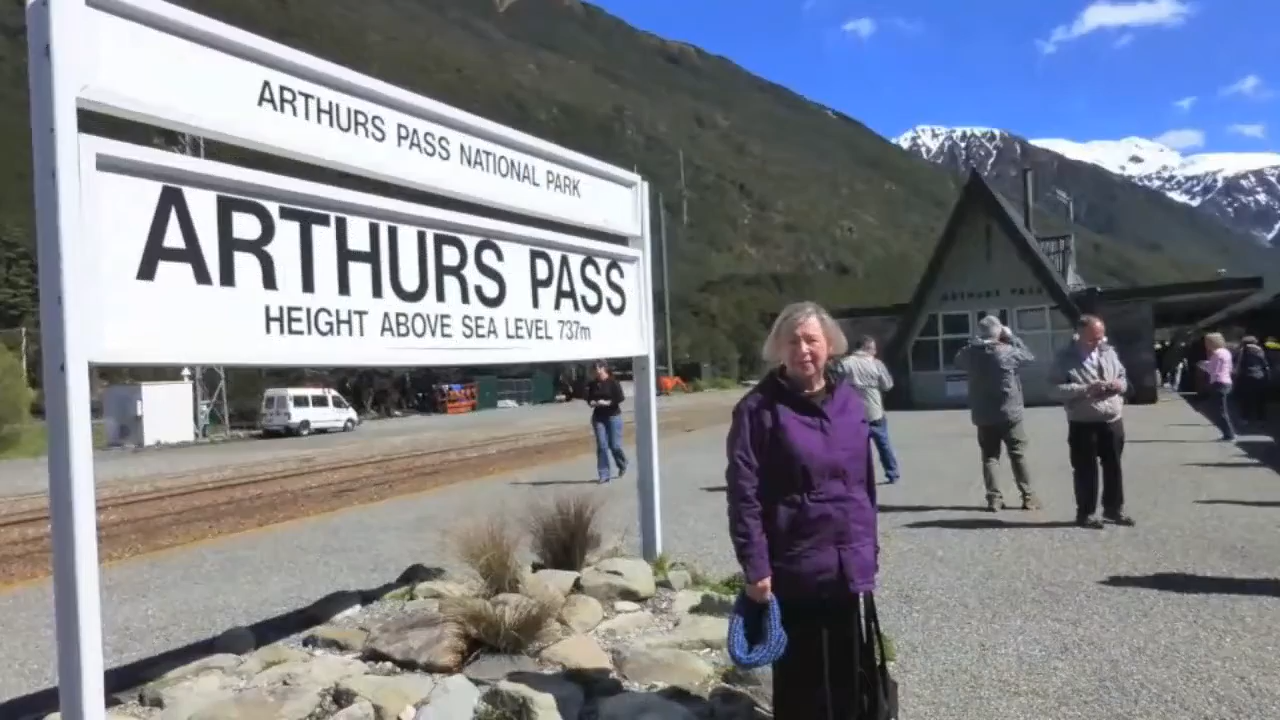 ARTHURS PASS NATIONAL PARK
ARTHURS PASS
HEIGHT ABOVE SEA LEVEL 737m
ARTHURS PASS